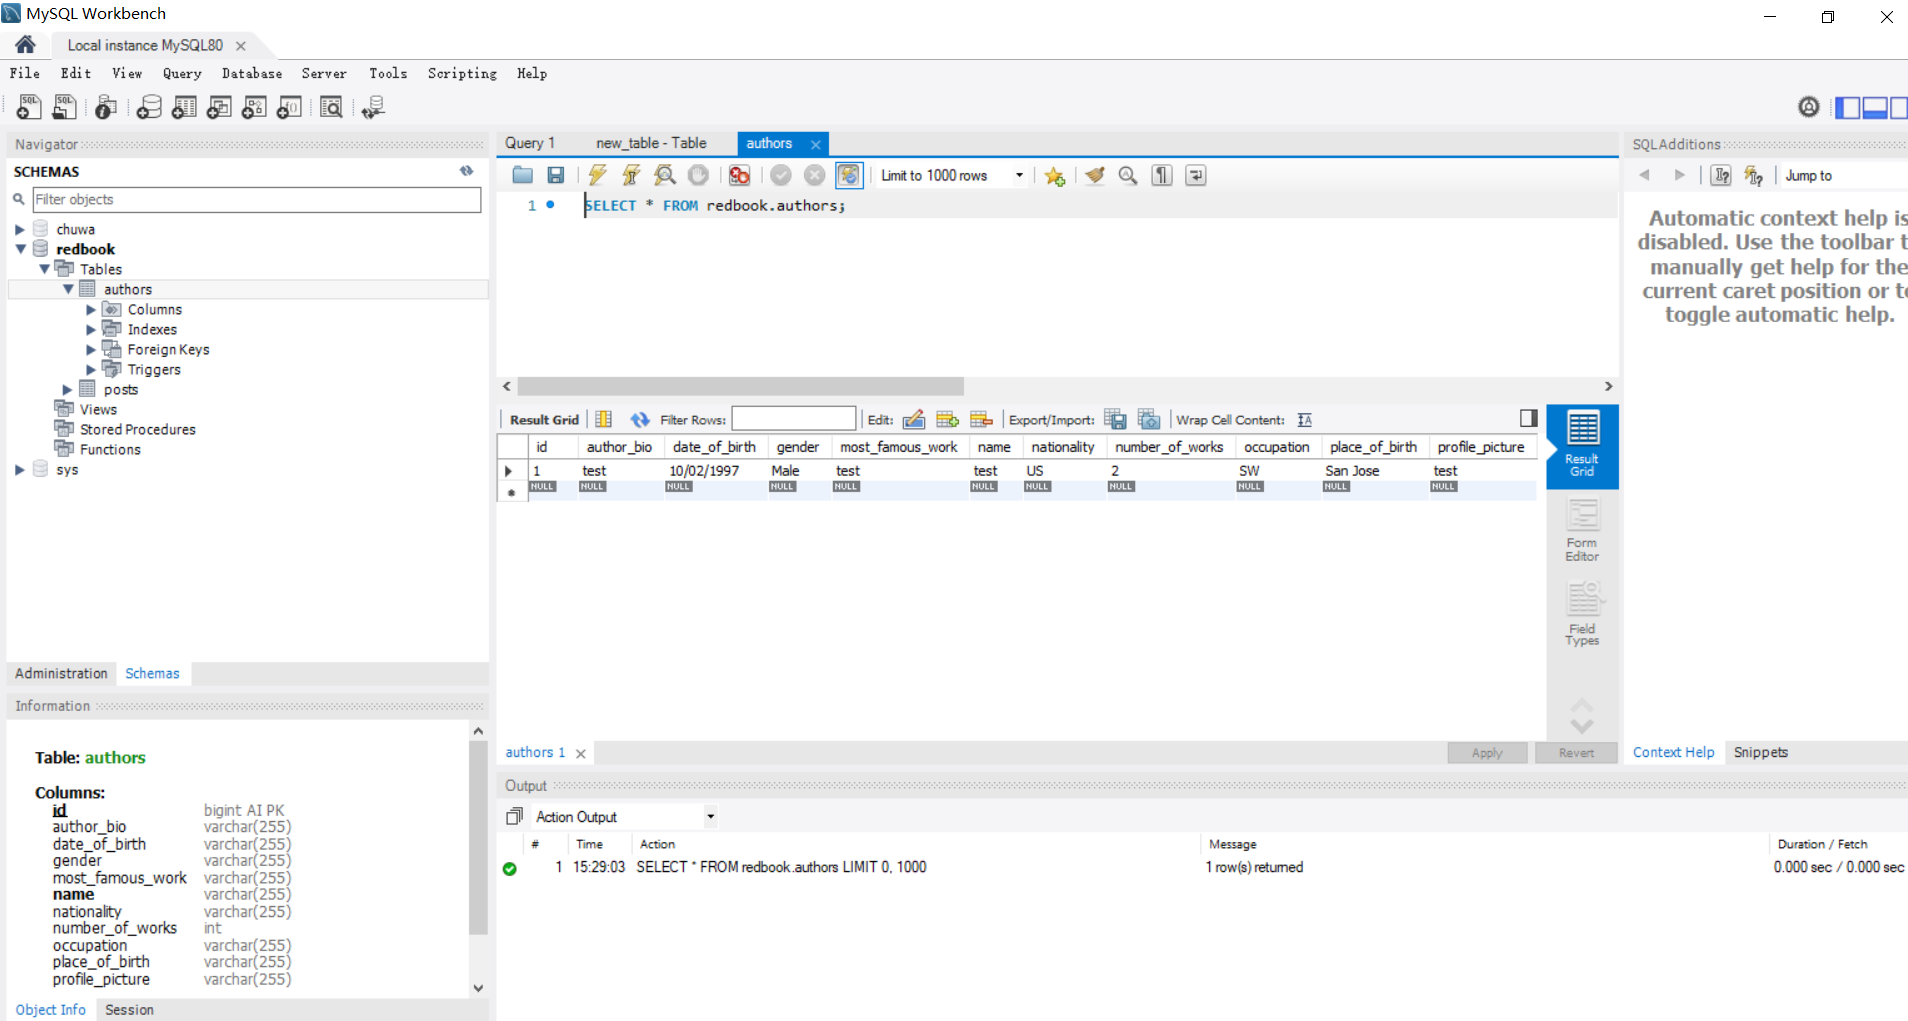 MySQL Workbench
Local instance MySQL80
File Edit View Query Database Server Tools Scripting Help
Navigator
SCHEMAS
Filter objects
chuwa
redbook
Tables
authors
Columns
Indexes
Foreign Keys
Triggers
posts
Views
Stored Procedures
Functions
sys
Administration Schemas
Information
Table: authors
Columns:
id bigint AI PK
author_bio varchar(255)
date_of_birth varchar(255)
gender varchar(255)
most_famous_work varchar(255)
name varchar(255)
nationality varchar(255)
number_of_works int
occupation varchar(255)
place_of_birth varchar(255)
profile_picture varchar(255)
Object Info Session
Query 1 new_table - Table authors
Limit to 1000 rows
1 SELECT * FROM redbook.authors;
Result Grid Filter Rows: Edit: Export/Import: Wrap Cell Content:
id author_bio date_of_birth gender most_famous_work name nationality number_of_works occupation place_of_birth profile_picture
1 test 10/02/1997 Male test test US 2 SW San Jose test
NULL NULL NULL NULL NULL NULL NULL NULL NULL NULL NULL
Result
Grid
Form
Editor
Field
Types
authors 1
Apply Revert
Output
Action Output
# Time Action Message Duration / Fetch
1 15:29:03 SELECT * FROM redbook.authors LIMIT 0, 1000 1 row(s) returned 0.000 sec / 0.000 sec
SQLAdditions
Jump to
Automatic context help is
disabled. Use the toolbar t
manually get help for the
current caret position or to
toggle automatic help.
Context Help Snippets